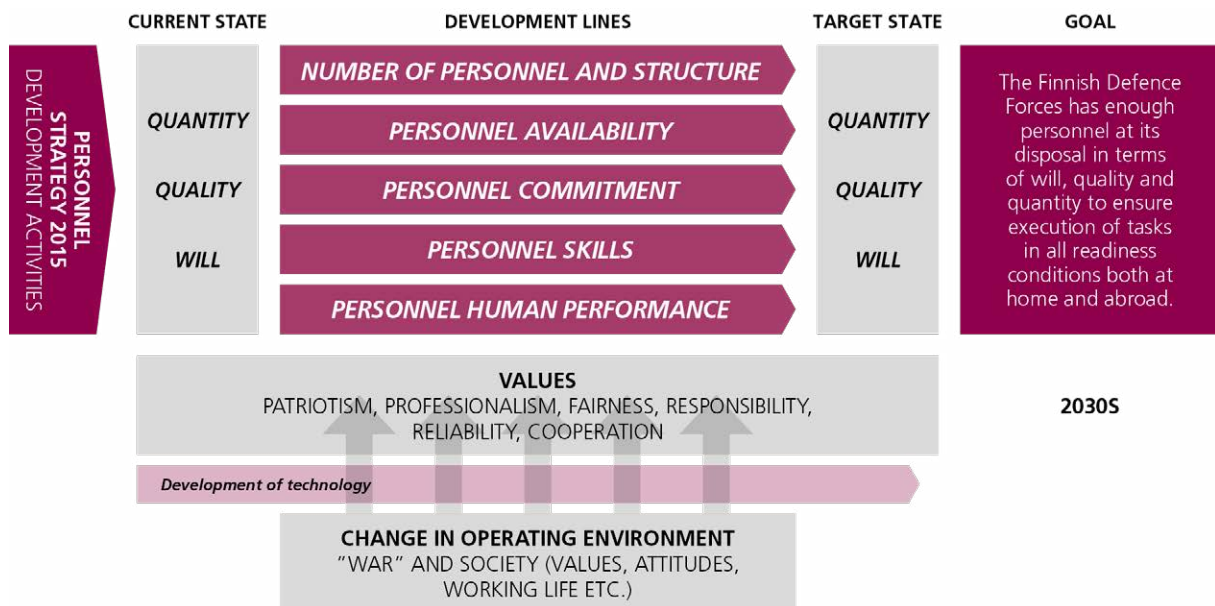 CURRENT STATE
DEVELOPMENT LINES
TARGET STATE
GOAL
PERSONNEL
STRATEGY 2015
DEVELOPMENT ACTIVITIES
QUANTITY
QUALITY
WILL
NUMBER OF PERSONNEL AND STRUCTURE
PERSONNEL AVAILABILITY
PERSONNEL COMMITMENT
PERSONNEL SKILLS
PERSONNEL HUMAN PERFORMANCE
QUANTITY
QUALITY
WILL
The Finnish Defence
Forces has enough
personnel at its
disposal in terms
of will, quality and
quantity to ensure
execution of tasks
in all readiness
conditions both at
home and abroad.
VALUES
PATRIOTISM, PROFESSIONALISM, FAIRNESS, RESPONSIBILITY,
RELIABILITY, COOPERATION
2030S
Development of technology
CHANGE IN OPERATING ENVIRONMENT
”WAR” AND SOCIETY (VALUES, ATTITUDES,
WORKING LIFE ETC.)